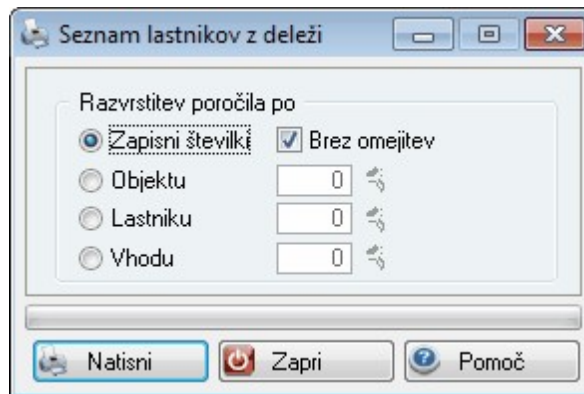 Seznam lastnikov z deleži
Razvrstitev poročila po
Zapisni številki Brez omejitev
Objektu 0
Lastniku 0
Vhodu 0
Natisni Zapri Pomoč